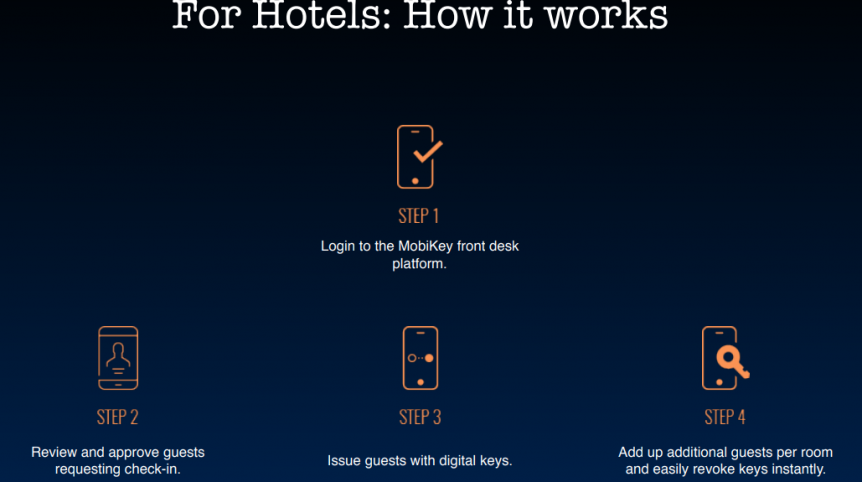 For Hotels: How it works
STEP 1
Login to the MobiKey front desk
platform.
STEP 2
Review and approve guests
requesting check-in.
STEP 3
Issue guests with digital keys.
STEP 4
Add up additional guests per room
and easily revoke keys instantly.